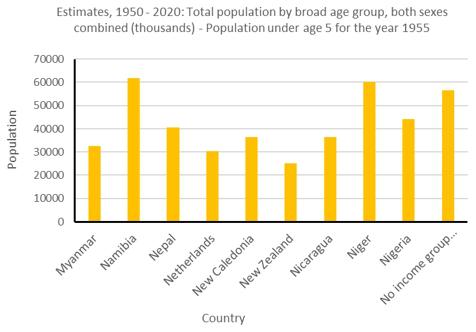 Estimates, 1950 - 2020: Total population by broad age group, both sexes
combined (thousands) - Population under age 5 for the year 1955
70000
60000
50000
40000
30000
20000
10000
0
Population
Myanmar
Namibia
Nepal
Netherlands
New Caledonia
New Zealand
Nicaragua
Niger
Nigeria
No income group...
Country